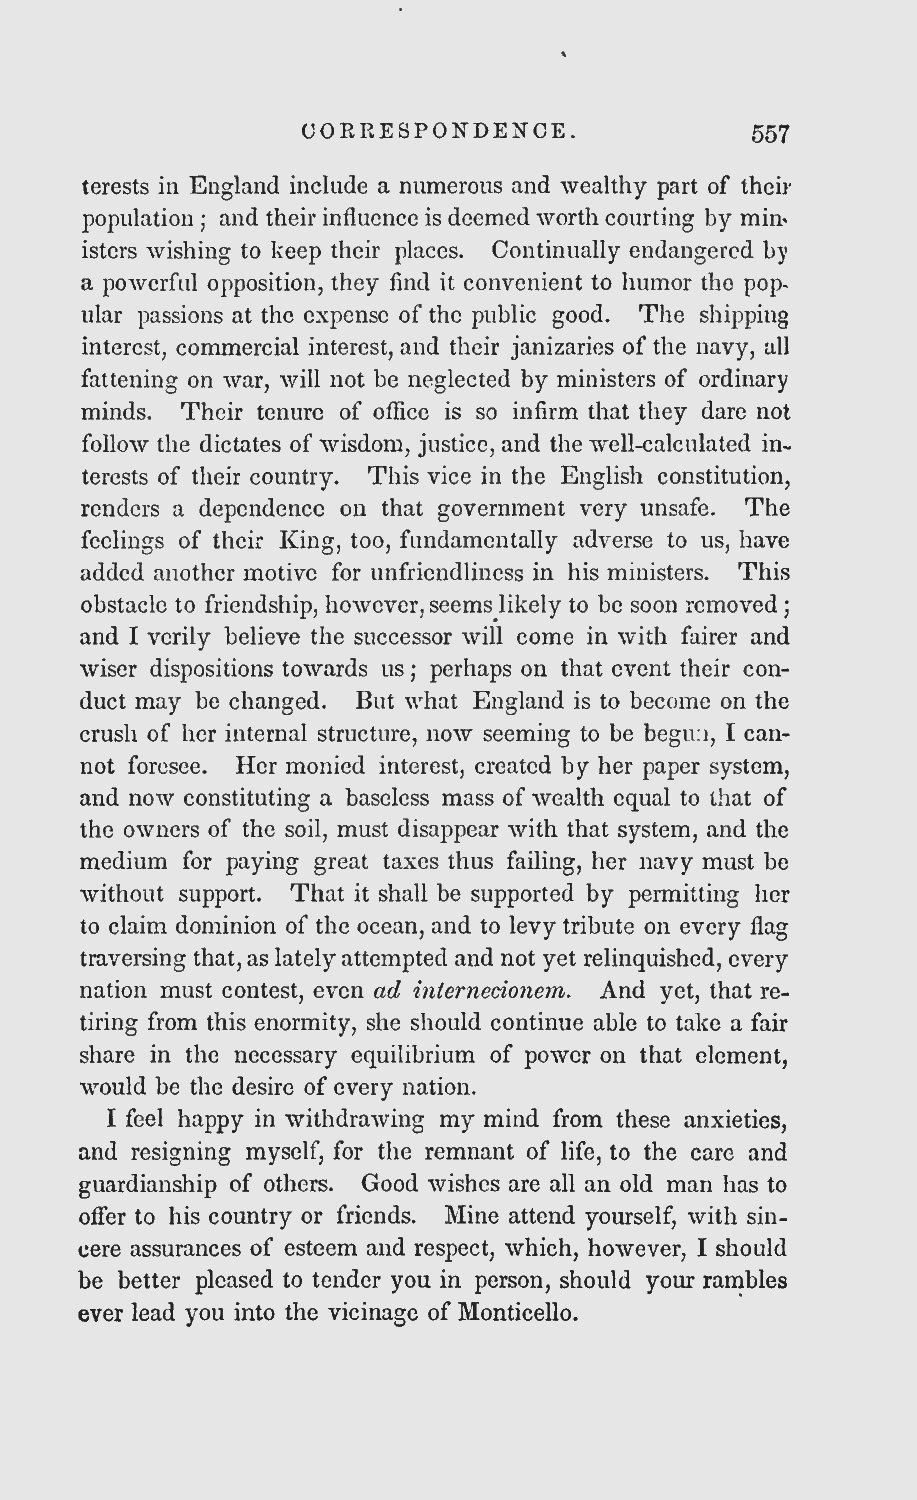 CORRESPONDENCE. 557
terests in England include a numerous and wealthy part of their
population ; and their influence is deemed worth courting by min-
isters wishing to keep their places. Continually endangered by
a powerful opposition, they find it convenient to humor the pop-
ular passions at the expense of the public good. The shipping
interest, commercial interest, and their janizaries of the navy, all
fattening on war, will not be neglected by ministers of ordinary
minds. Their tenure of office is so infirm that they dare not
follow the dictates of wisdom, justice, and the well-calculated in-
terests of their country. This vice in the English constitution,
renders a dependence on that government very unsafe. The
feelings of their King, too, fundamentally adverse to us, have
added another motive for unfriendliness in his ministers. This
obstacle to friendship, however, seems likely to be soon removed ;
and I verily believe the successor will come in with fairer and
wiser dispositions towards us ; perhaps on that event their con-
duct may be changed. But what England is to become on the
crush of her internal structure, now seeming to be begun, I can-
not foresee. Her monied interest, created by her paper system,
and now constituting a baseless mass of wealth equal to that of
the owners of the soil, must disappear with that system, and the
medium for paying great taxes thus failing, her navy must be
without support. That it shall be supported by permitting her
to claim dominion of the ocean, and to levy tribute on every flag
traversing that, as lately attempted and not yet relinquished, every
nation must contest, even ad internecionem. And yet, that re-
tiring from this enormity, she should continue able to take a fair
share in the necessary equilibrium of power on that element,
would be the desire of every nation.
I feel happy in withdrawing my mind from these anxieties,
and resigning myself, for the remnant of life, to the care and
guardianship of others. Good wishes are all an old man has to
offer to his country or friends. Mine attend yourself, with sin-
cere assurances of esteem and respect, which, however, I should
be better pleased to tender you in person, should your rambles
ever lead you into the vicinage of Monticello.